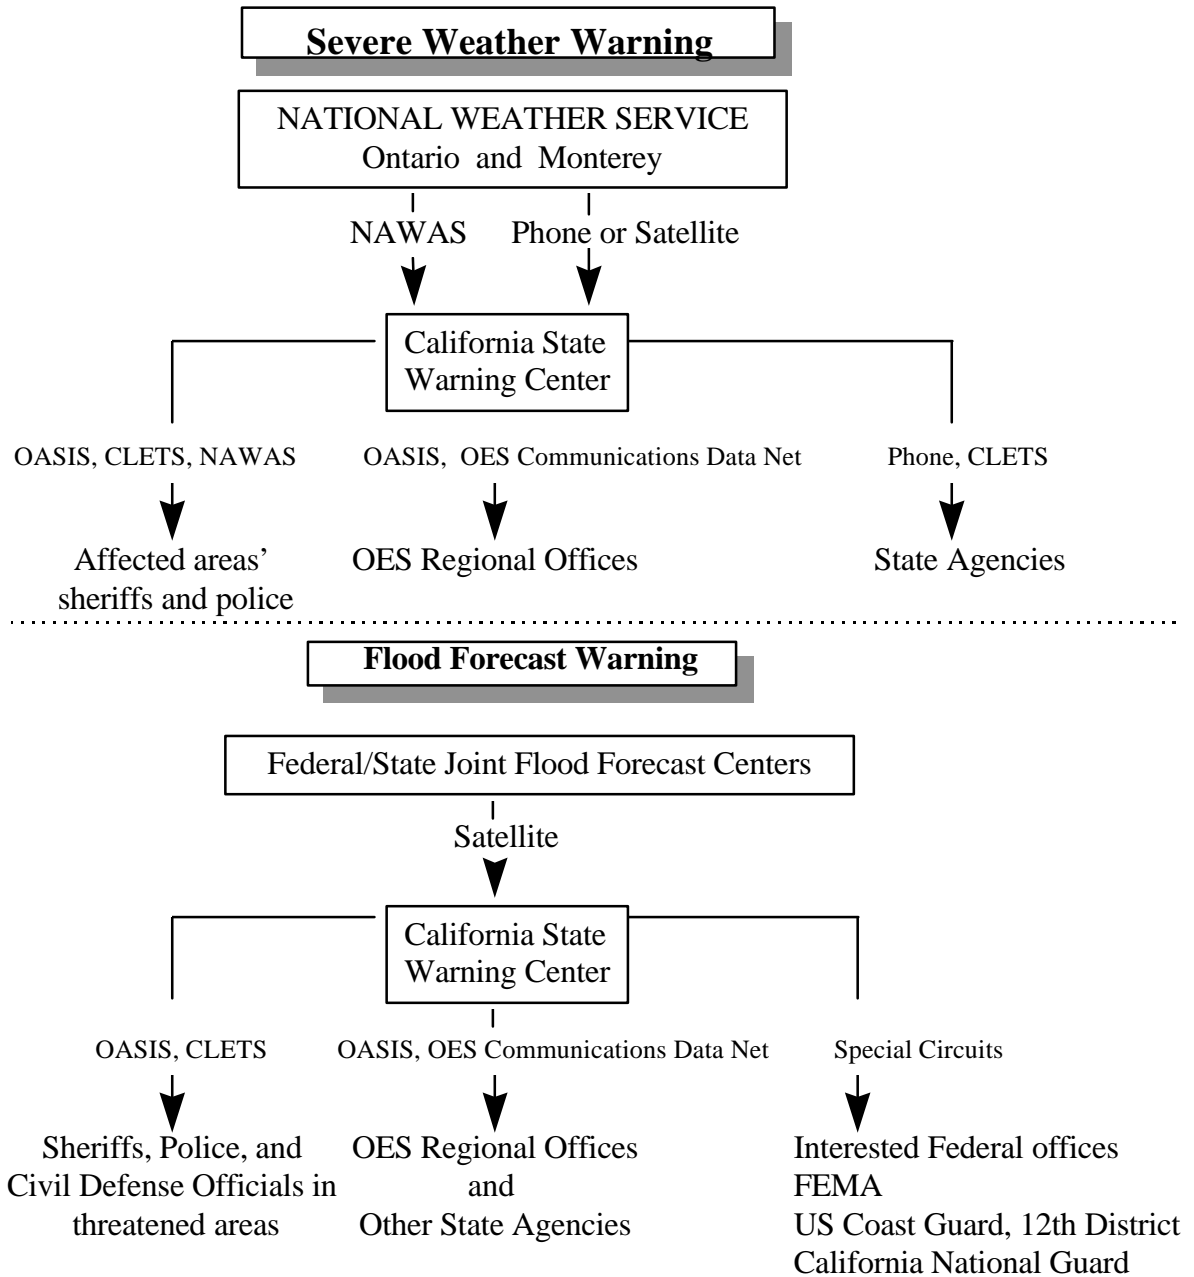 Severe Weather Warning
NATIONAL WEATHER SERVICE
Ontario and Monterey
NAWAS
Phone or Satellite
California State
Warning Center
OASIS, CLETS, NAWAS
OASIS, OES Communications Data Net
Phone, CLETS
Affected areas’
sheriffs and police
OES Regional Offices
State Agencies
Flood Forecast Warning
Federal/State Joint Flood Forecast Centers
Satellite
California State
Warning Center
OASIS, CLETS
OASIS, OES Communications Data Net
Special Circuits
Sheriffs, Police, and
Civil Defense Officials in
threatened areas
OES Regional Offices
and
Other State Agencies
Interested Federal offices
FEMA
US Coast Guard, 12th District
California National Guard